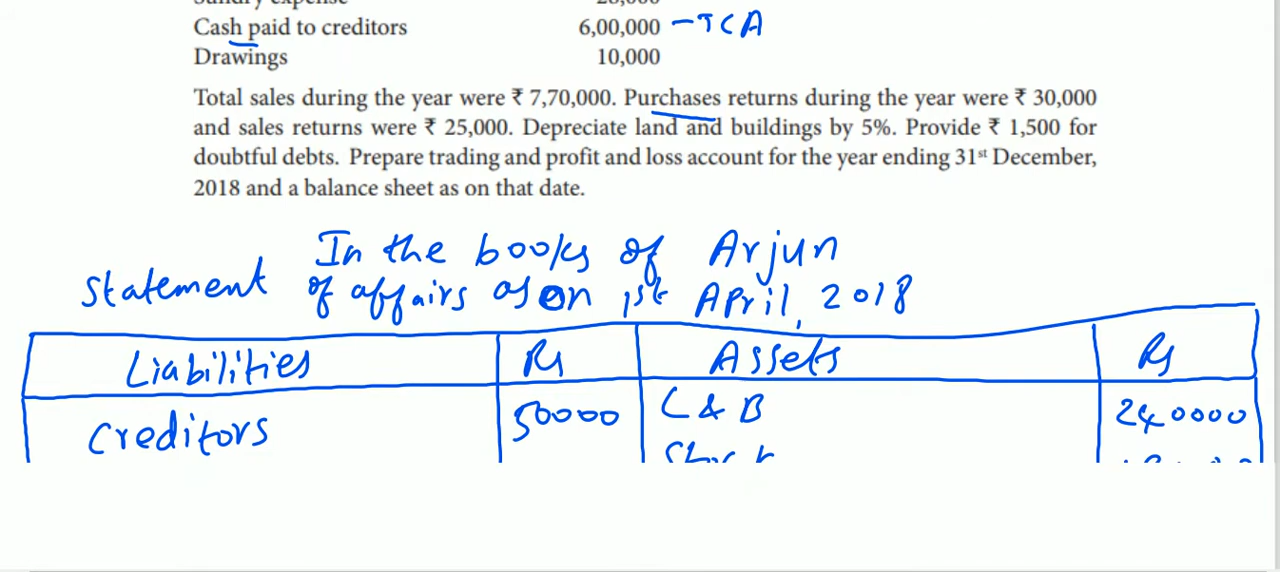 Cash paid to creditors 6,00,000 - TCA
Drawings 10,000
Total sales during the year were ₹ 7,70,000. Purchases returns during the year were ₹ 30,000
and sales returns were ₹ 25,000. Depreciate land and buildings by 5%. Provide ₹ 1,500 for
doubtful debts. Prepare trading and profit and loss account for the year ending 31st December,
2018 and a balance sheet as on that date.
In the books of Arjun
Statement of affairs as on 1st April, 2018
Liabilities Rs Assets Rs
Creditors 50000 L & B 240000